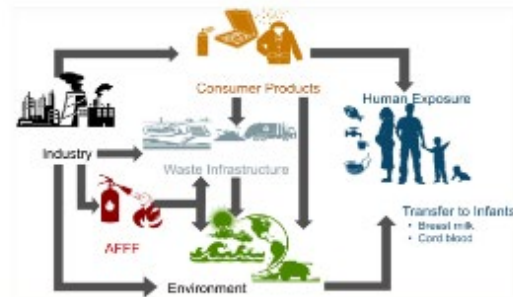 Consumer Products
Human Exposure
Industry
Waste Infrastructure
AFFF
Transfer to Infants
• Breast milk
• Cord blood
Environment